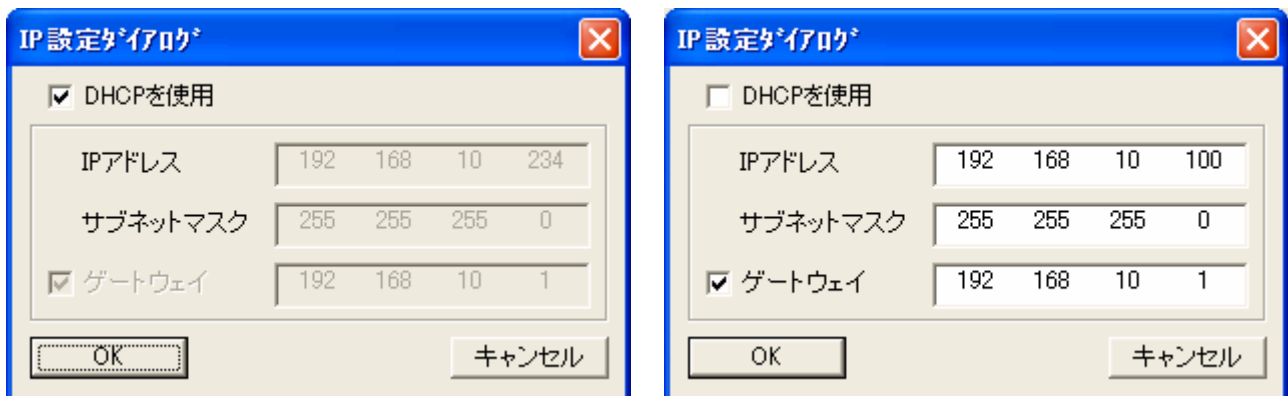 IP設定ﾀﾞｲｱﾛｸﾞ
DHCPを使用
IPアドレス 192 168 10 234
サブネットマスク 255 255 255 0
ゲートウェイ 192 168 10 1
OK キャンセル
IP設定ﾀﾞｲｱﾛｸﾞ
DHCPを使用
IPアドレス 192 168 10 100
サブネットマスク 255 255 255 0
ゲートウェイ 192 168 10 1
OK キャンセル